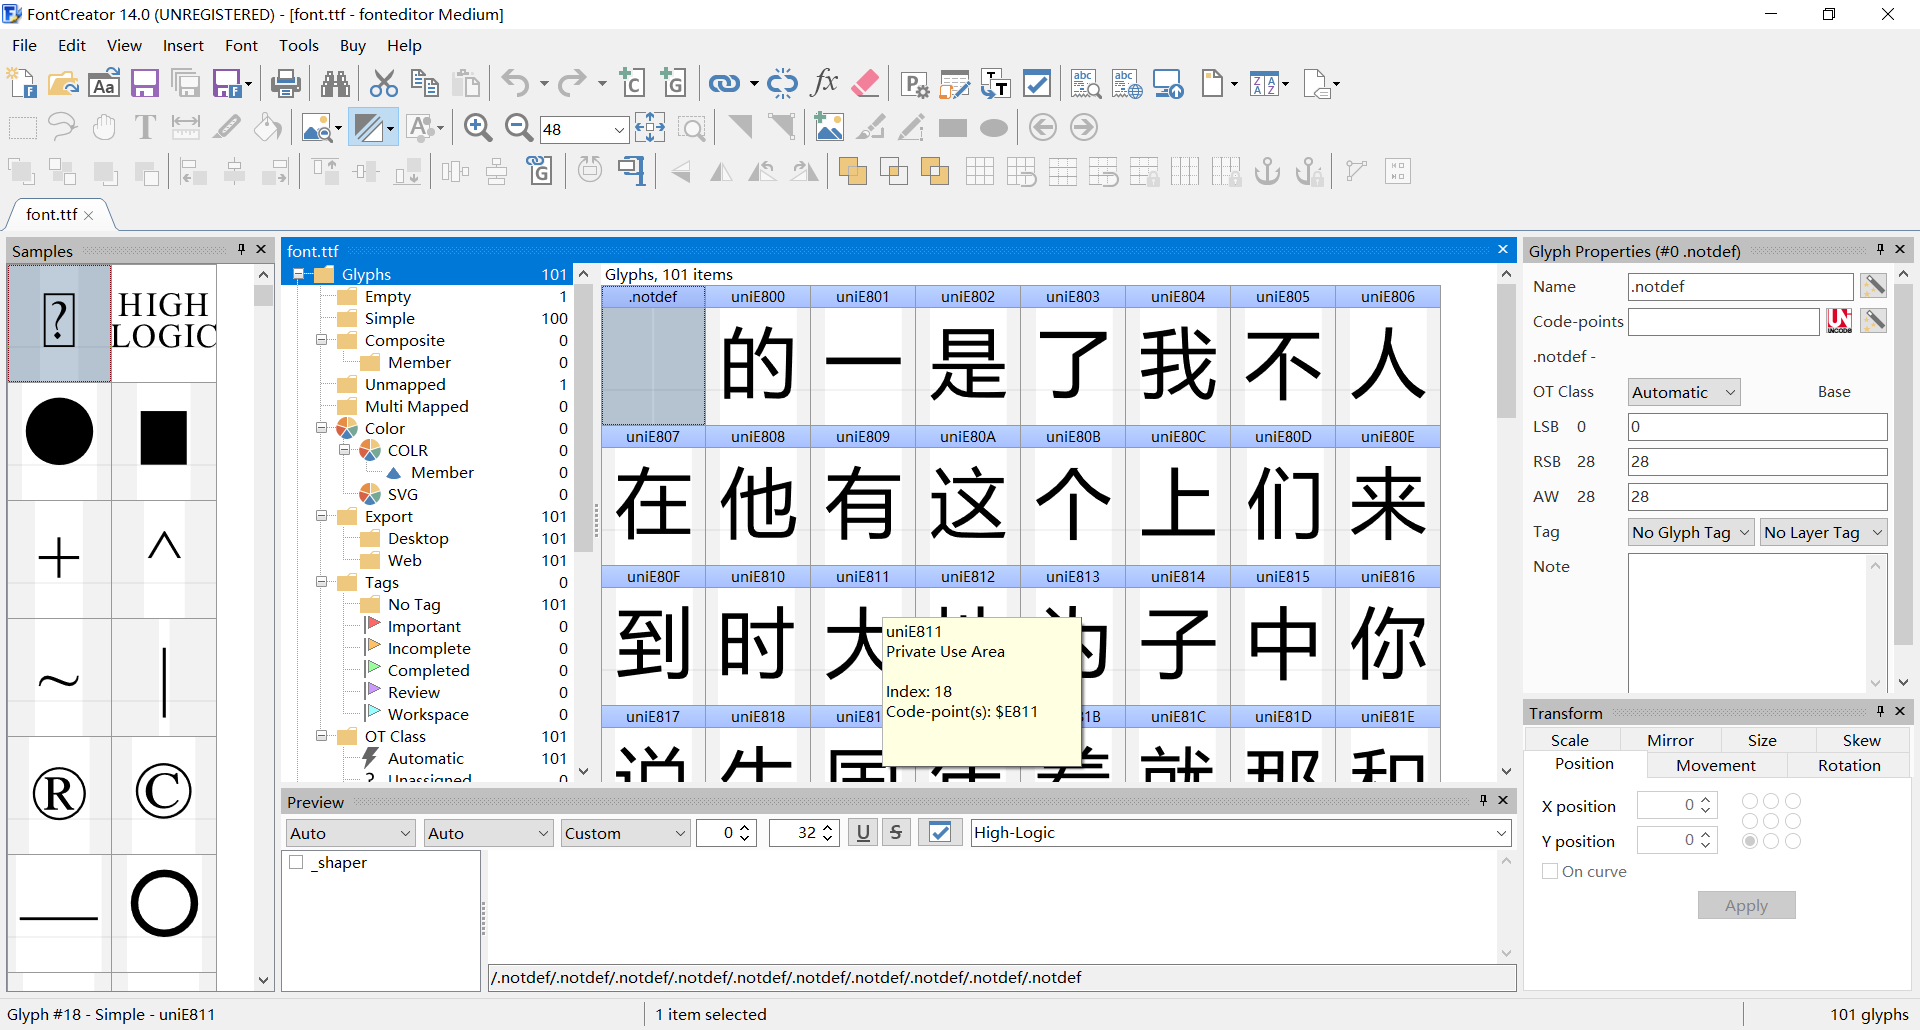 FontCreator 14.0 (UNREGISTERED) - [font.ttf - fonteditor Medium]
File Edit View Insert Font Tools Buy Help
48
font.ttf
Samples
HIGH
LOGIC
+ ^
~ |
® ©
font.ttf
Glyphs 101
Empty 1
Simple 100
Composite 0
Member 0
Unmapped 1
Multi Mapped 0
Color 0
COLR 0
Member 0
SVG 0
Export 101
Desktop 101
Web 101
Tags 0
No Tag 101
Important 0
Incomplete 0
Completed 0
Review 0
Workspace 0
OT Class 101
Automatic 101
Unassigned 0
Glyphs, 101 items
.notdef uniE800 uniE801 uniE802 uniE803 uniE804 uniE805 uniE806
的 一 是 了 我 不 人
uniE807 uniE808 uniE809 uniE80A uniE80B uniE80C uniE80D uniE80E
在 他 有 这 个 上 们 来
uniE80F uniE810 uniE811 uniE812 uniE813 uniE814 uniE815 uniE816
到 时 大 地 为 子 中 你
uniE817 uniE818 uniE81 1B uniE81C uniE81D uniE81E
说 生 国 年 着 就 那 和
uniE811
Private Use Area
Index: 18
Code-point(s): $E811
Preview
Auto Auto Custom 0 32 U S High-Logic
_shaper
/.notdef/.notdef/.notdef/.notdef/.notdef/.notdef/.notdef/.notdef/.notdef/.notdef
Glyph Properties (#0 .notdef)
Name .notdef
Code-points
.notdef -
OT Class Automatic Base
LSB 0 0
RSB 28 28
AW 28 28
Tag No Glyph Tag No Layer Tag
Note
Transform
Scale Mirror Size Skew
Position Movement Rotation
X position 0
Y position 0
On curve
Apply
Glyph #18 - Simple - uniE811
1 item selected
101 glyphs